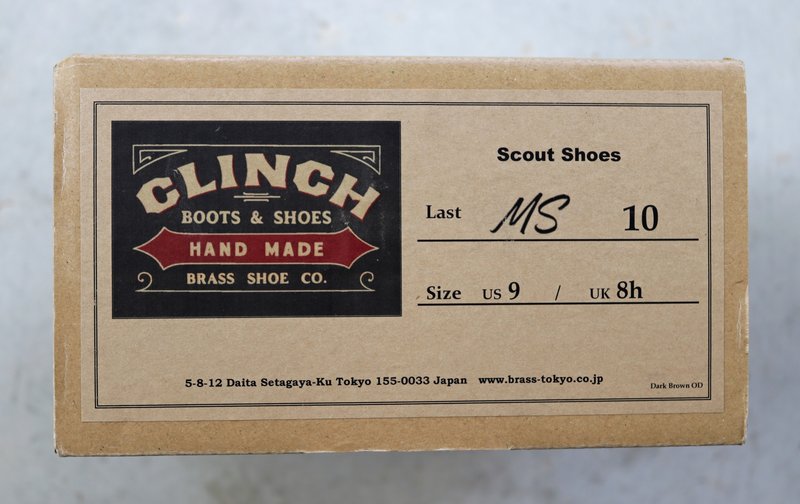 CLINCH
BOOTS & SHOES
HAND MADE
BRASS SHOE CO.
Scout Shoes
Last MS 10
Size US 9 / UK 8h
5-8-12 Daita Setagaya-Ku Tokyo 155-0033 Japan www.brass-tokyo.co.jp
Dark Brown OD